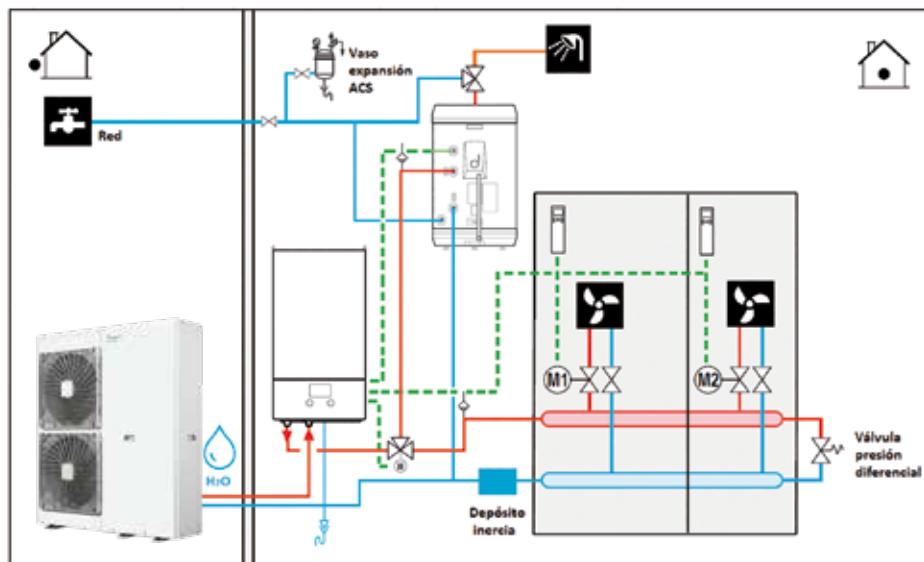 Vaso
expansión
ACS
Red
M1
M2
H₂O
Válvula
presión
diferencial
Depósito
inercia